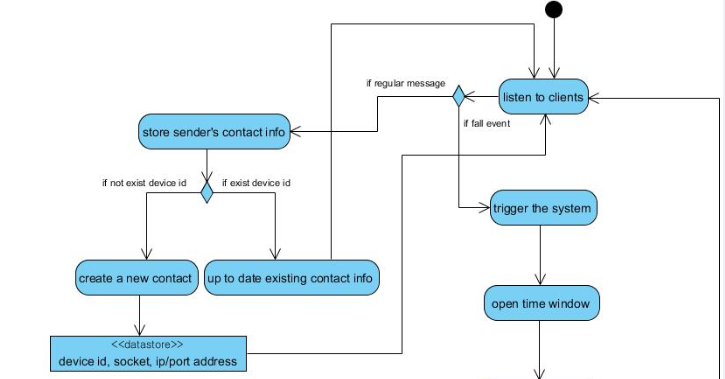 if regular message
listen to clients
if fall event
store sender's contact info
if not exist device id
if exist device id
trigger the system
create a new contact
up to date existing contact info
open time window
<<datastore>>
device id, socket, ip/port address